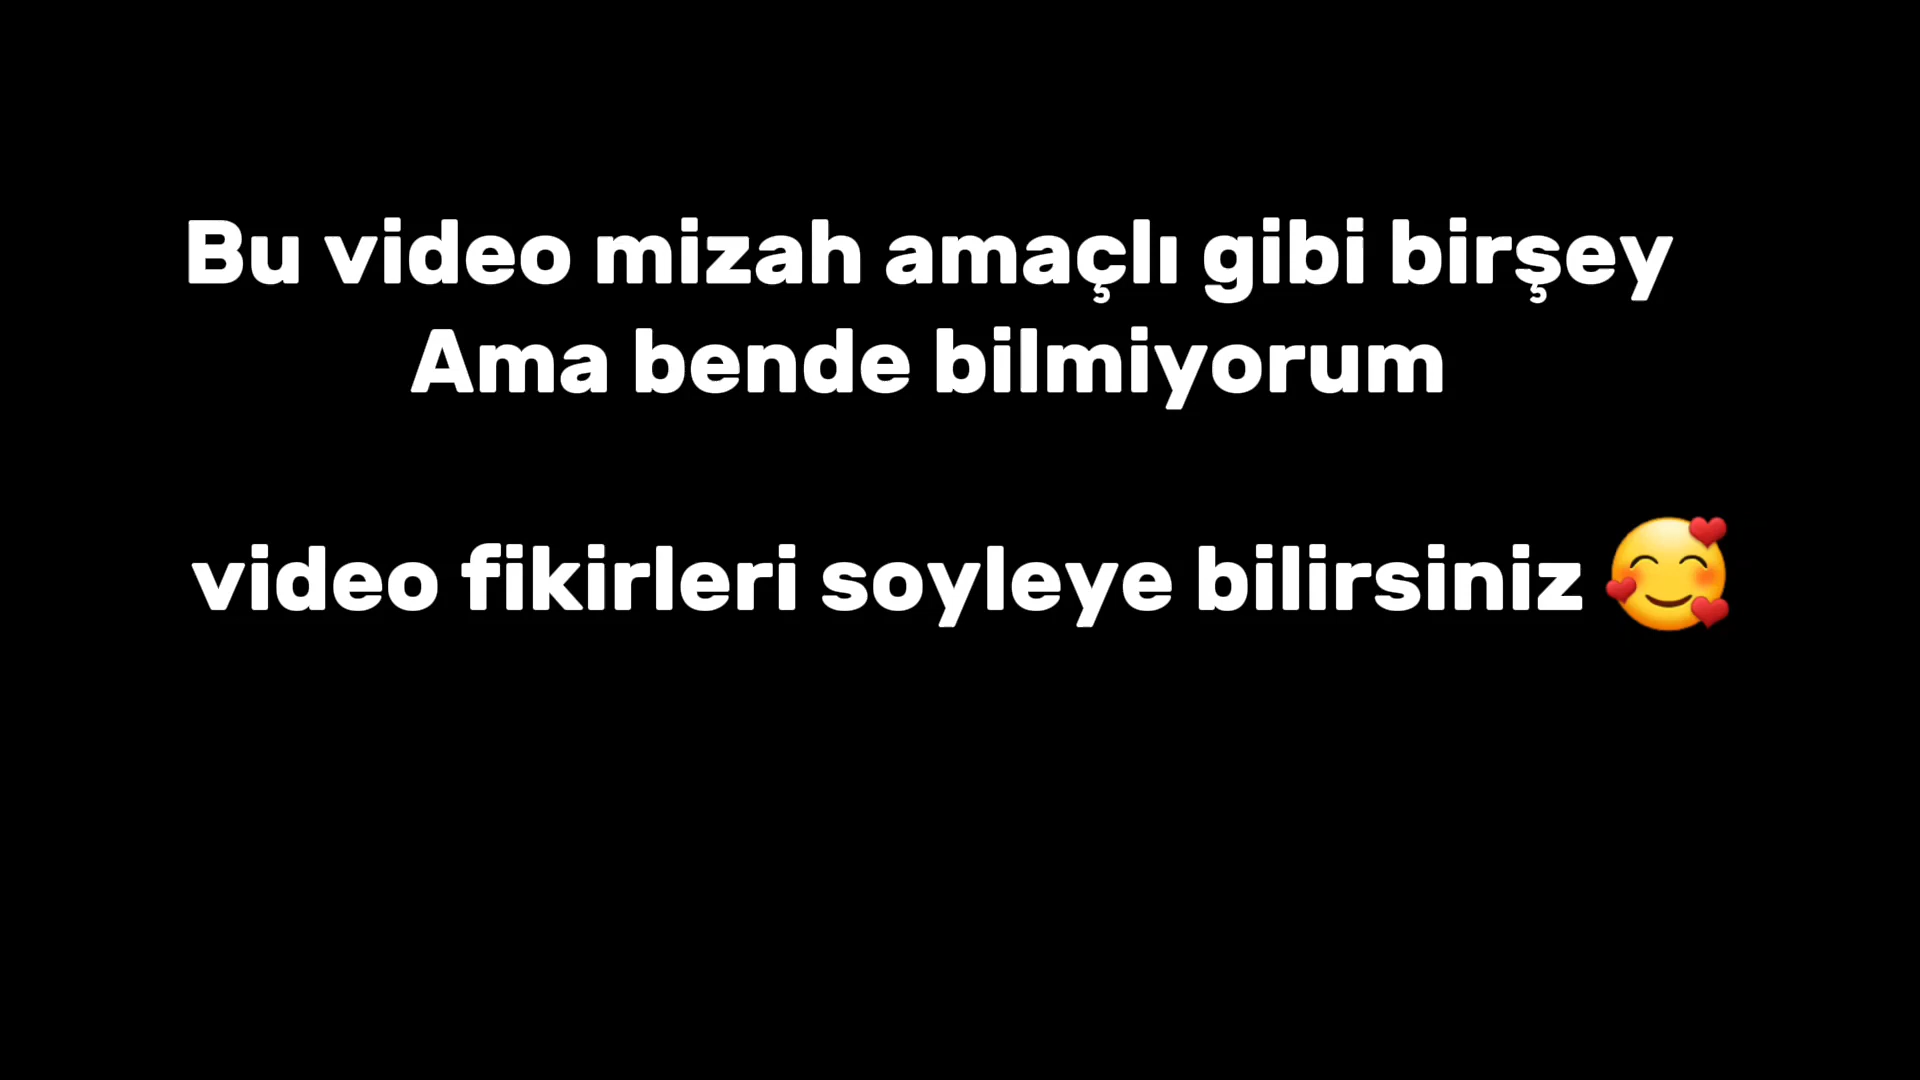 Bu video mizah amaçlı gibi birşey
Ama bende bilmiyorum
video fikirleri soyleye bilirsiniz 🥰